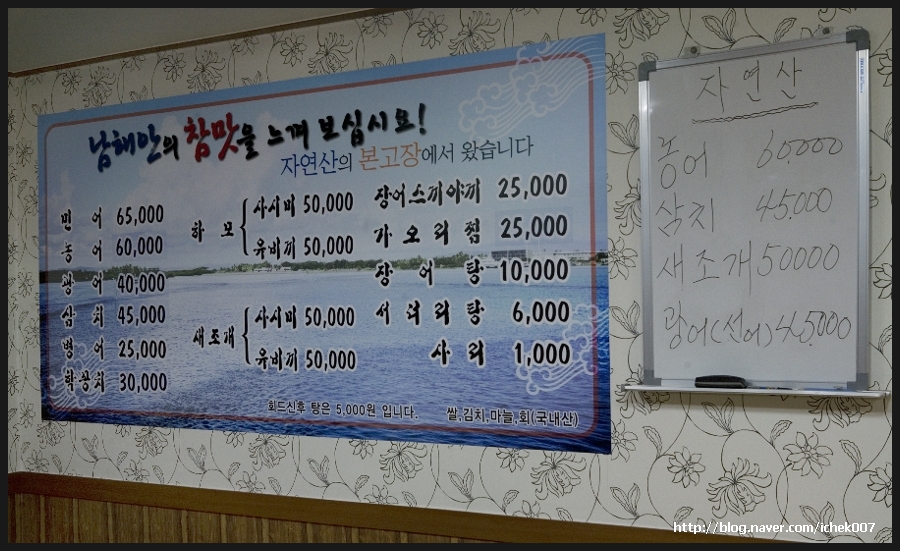 남해안의 참맛을 느껴 보십시요!
자연산의 본고장에서 왔습니다
민 어 65,000
농 어 60,000
광 어 40,000
삼 치 45,000
병 어 25,000
학꽁치 30,000
하 모
사시미 50,000
유비끼 50,000
새조개
사시미 50,000
유비끼 50,000
장어스끼야끼 25,000
가오리찜 25,000
장 어 탕 10,000
서더리탕 6,000
사 리 1,000
회드신후 탕은 5,000원 입니다.
쌀,김치,마늘,회(국내산)
자연산
농어 60.000
삼치 45.000
새조개 50000
광어(선어) 45,000
http://blog.naver.com/ichek007